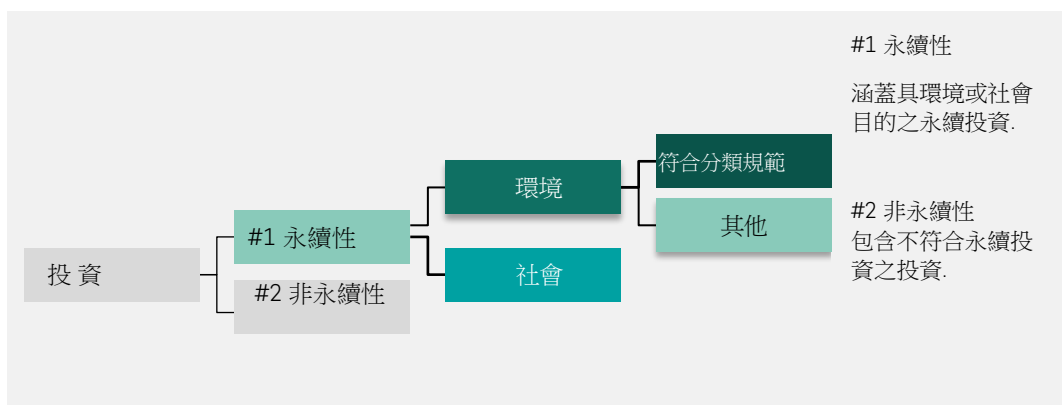 投 資
#1 永續性
#2 非永續性
環境
社會
符合分類規範
其他
#1 永續性
涵蓋具環境或社會
目的之永續投資.
#2 非永續性
包含不符合永續投
資之投資.